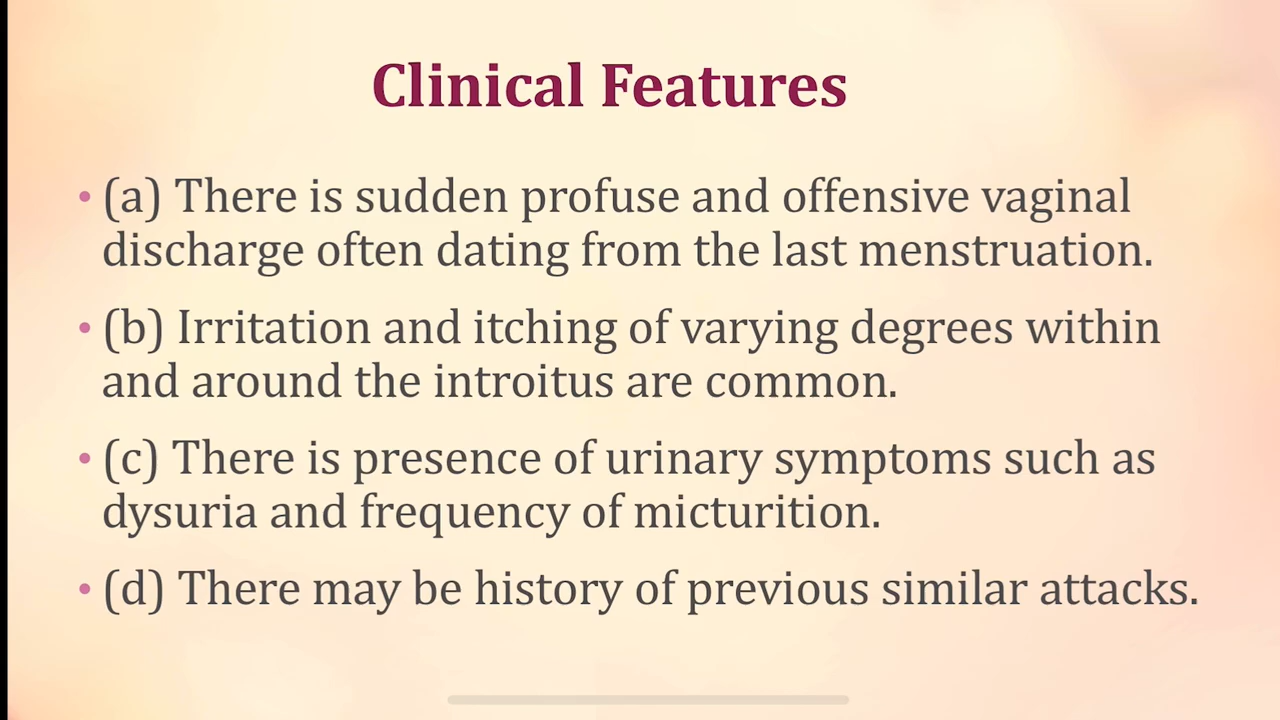 Clinical Features
• (a) There is sudden profuse and offensive vaginal
discharge often dating from the last menstruation.
• (b) Irritation and itching of varying degrees within
and around the introitus are common.
• (c) There is presence of urinary symptoms such as
dysuria and frequency of micturition.
• (d) There may be history of previous similar attacks.